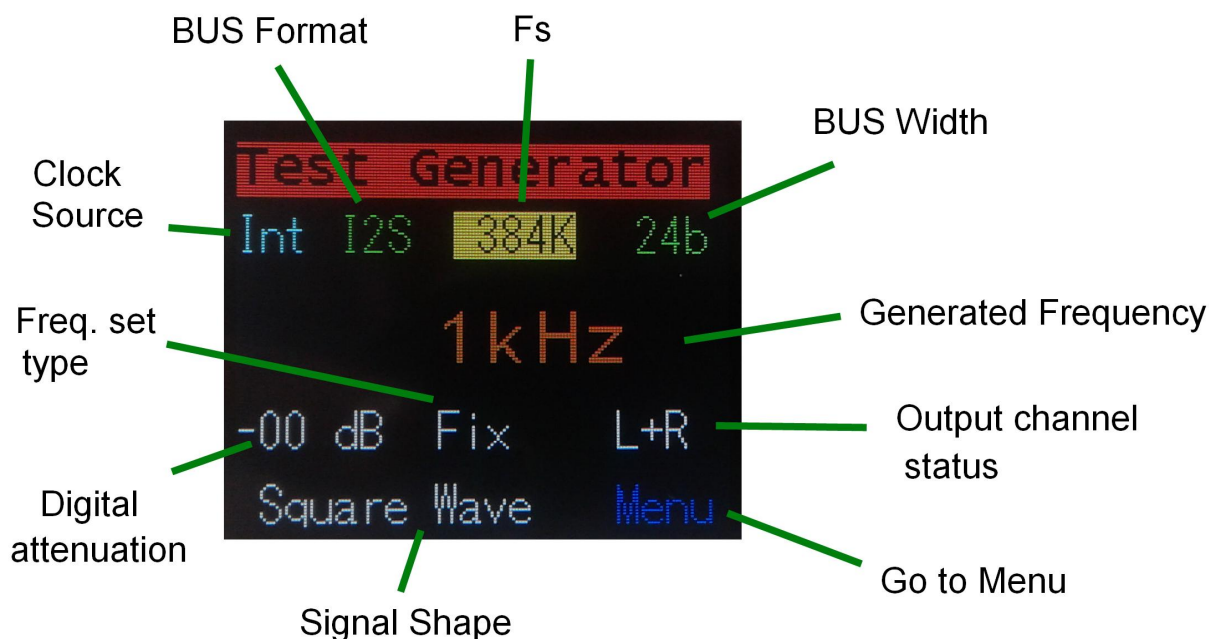 BUS Format
Fs
BUS Width
Clock
Source
Test Generator
Int I2S 384K 24b
Freq. set
type
1kHz
Generated Frequency
-00 dB Fix L+R
Output channel
status
Digital
attenuation
Square Wave Menu
Go to Menu
Signal Shape